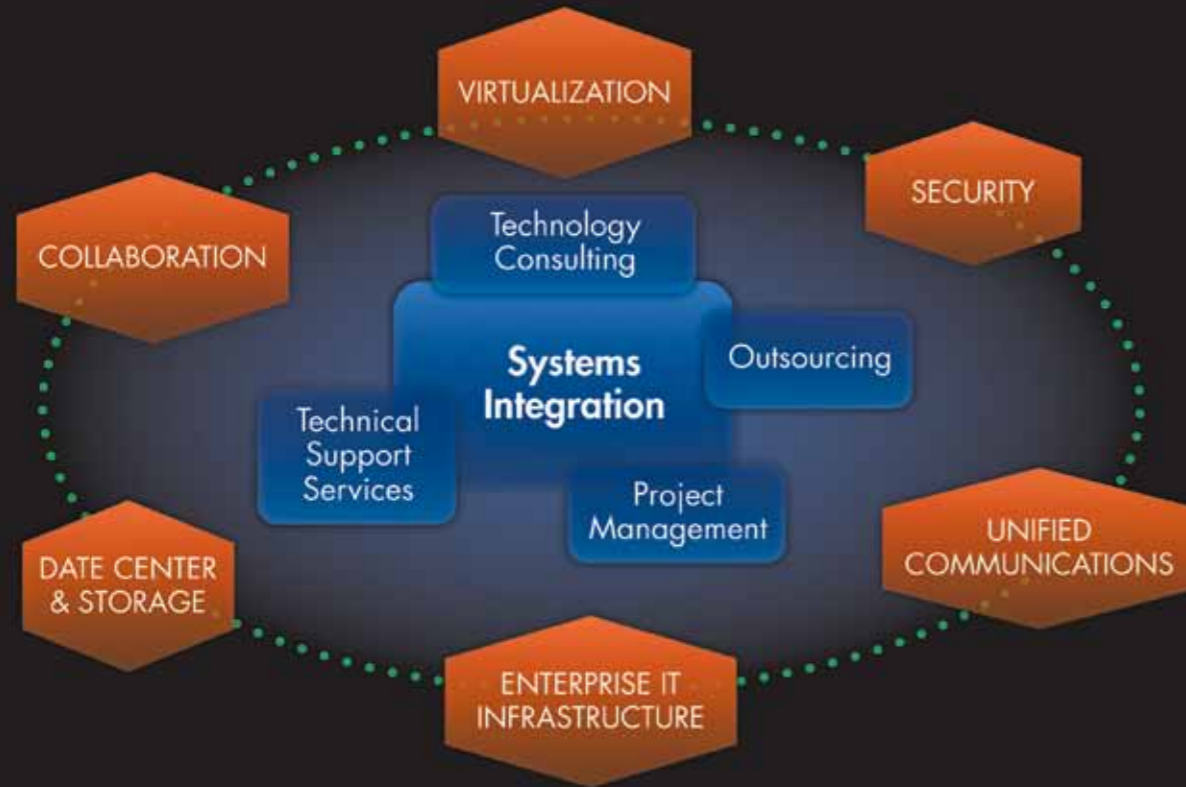 VIRTUALIZATION
SECURITY
COLLABORATION
Technology
Consulting
Systems
Integration
Outsourcing
Technical
Support
Services
Project
Management
UNIFIED
COMMUNICATIONS
DATE CENTER
& STORAGE
ENTERPRISE IT
INFRASTRUCTURE